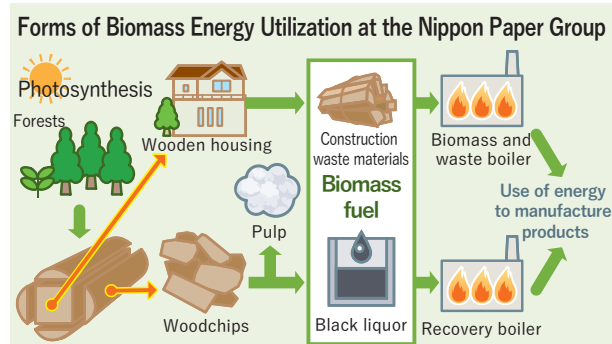 Forms of Biomass Energy Utilization at the Nippon Paper Group
Photosynthesis
Forests
Wooden housing
Construction
waste materials
Biomass
fuel
Biomass and
waste boiler
Use of energy
to manufacture
products
Pulp
Woodchips
Black liquor
Recovery boiler